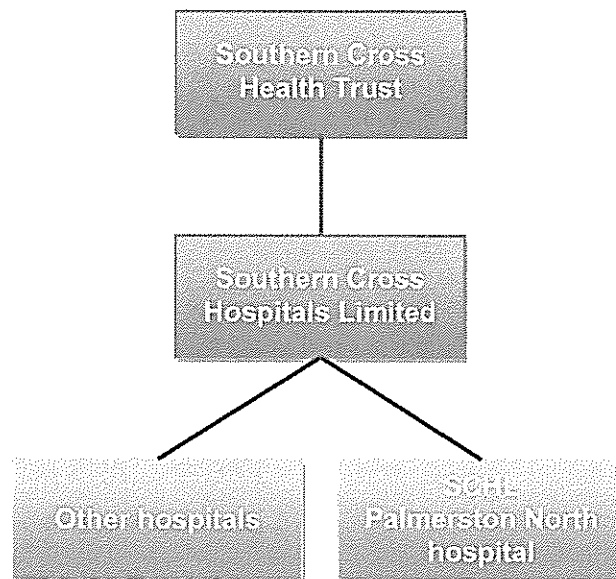 Southern Cross
Health Trust
Southern Cross
Hospitals Limited
Other hospitals
SCHL
Palmerston North
hospital